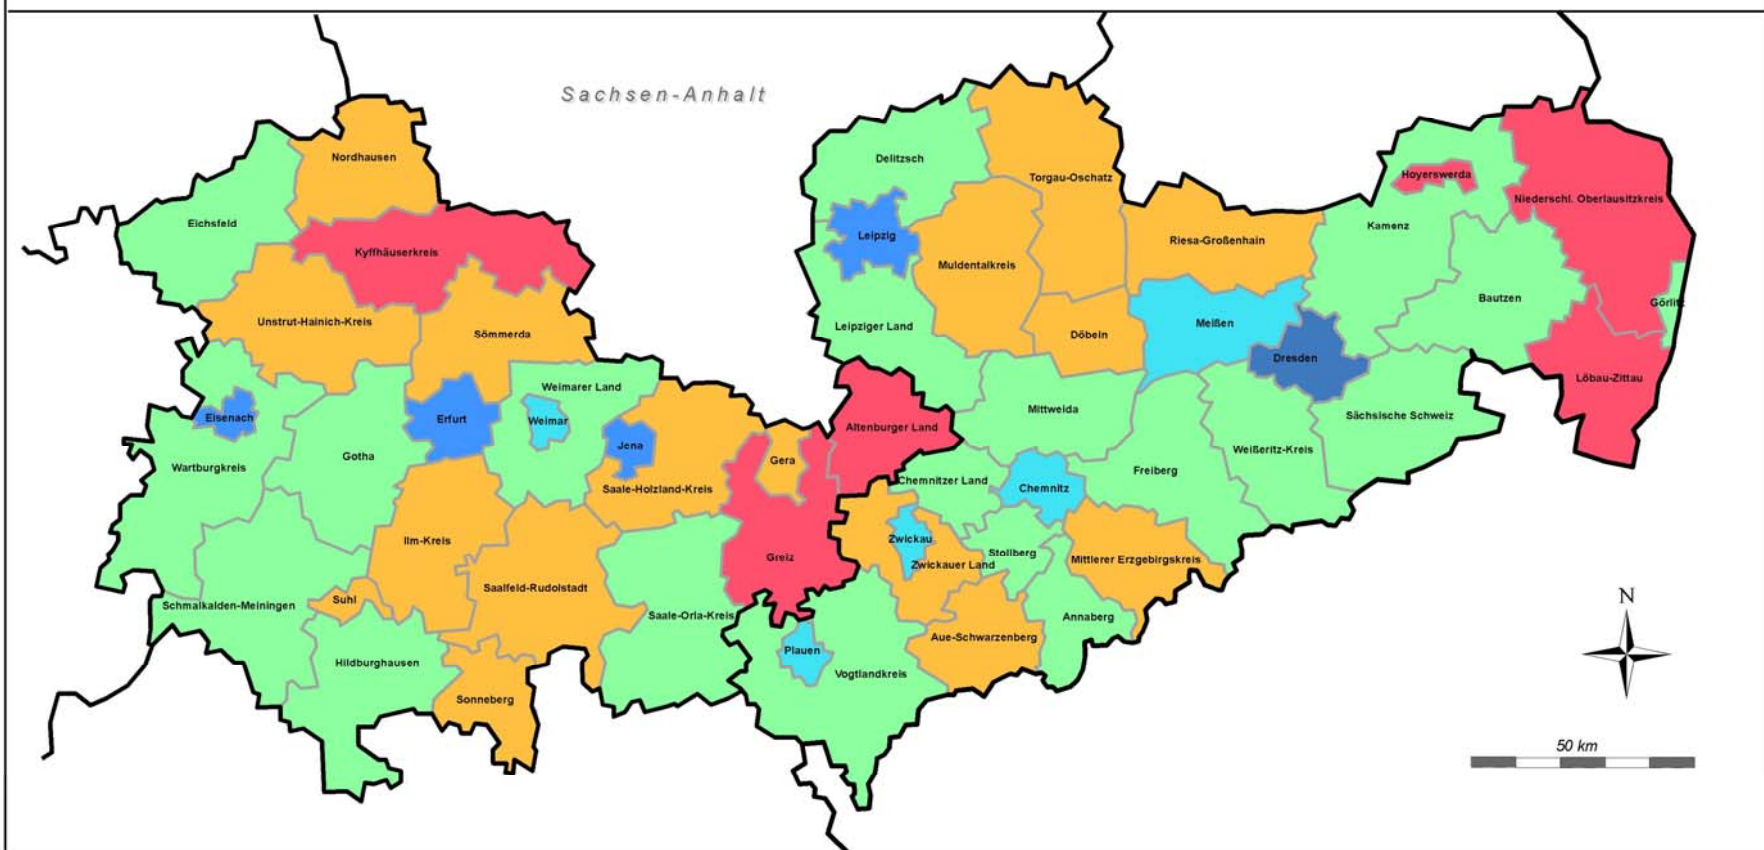 Sachsen-Anhalt
Nordhausen
Eichsfeld
Kyffhäuserkreis
Unstrut-Hainich-Kreis
Sömmerda
Weimarer Land
Eisenach
Erfurt
Weimar
Jena
Gera
Wartburgkreis
Gotha
Saale-Holzland-Kreis
Altenburger Land
Ilm-Kreis
Greiz
Saalfeld-Rudolstadt
Suhl
Schmalkalden-Meiningen
Saale-Orla-Kreis
Hildburghausen
Sonneberg
Delitzsch
Torgau-Oschatz
Hoyerswerda
Niederschl. Oberlausitzkreis
Leipzig
Riesa-Großenhain
Kamenz
Muldentalkreis
Bautzen
Görlitz
Leipziger Land
Döbeln
Meißen
Dresden
Löbau-Zittau
Mittweida
Sächsische Schweiz
Weißeritz-Kreis
Freiberg
Chemnitzer Land
Chemnitz
Zwickau
Stollberg
Zwickauer Land
Mittlerer Erzgebirgskreis
Annaberg
Aue-Schwarzenberg
Plauen
Vogtlandkreis
N
50 km